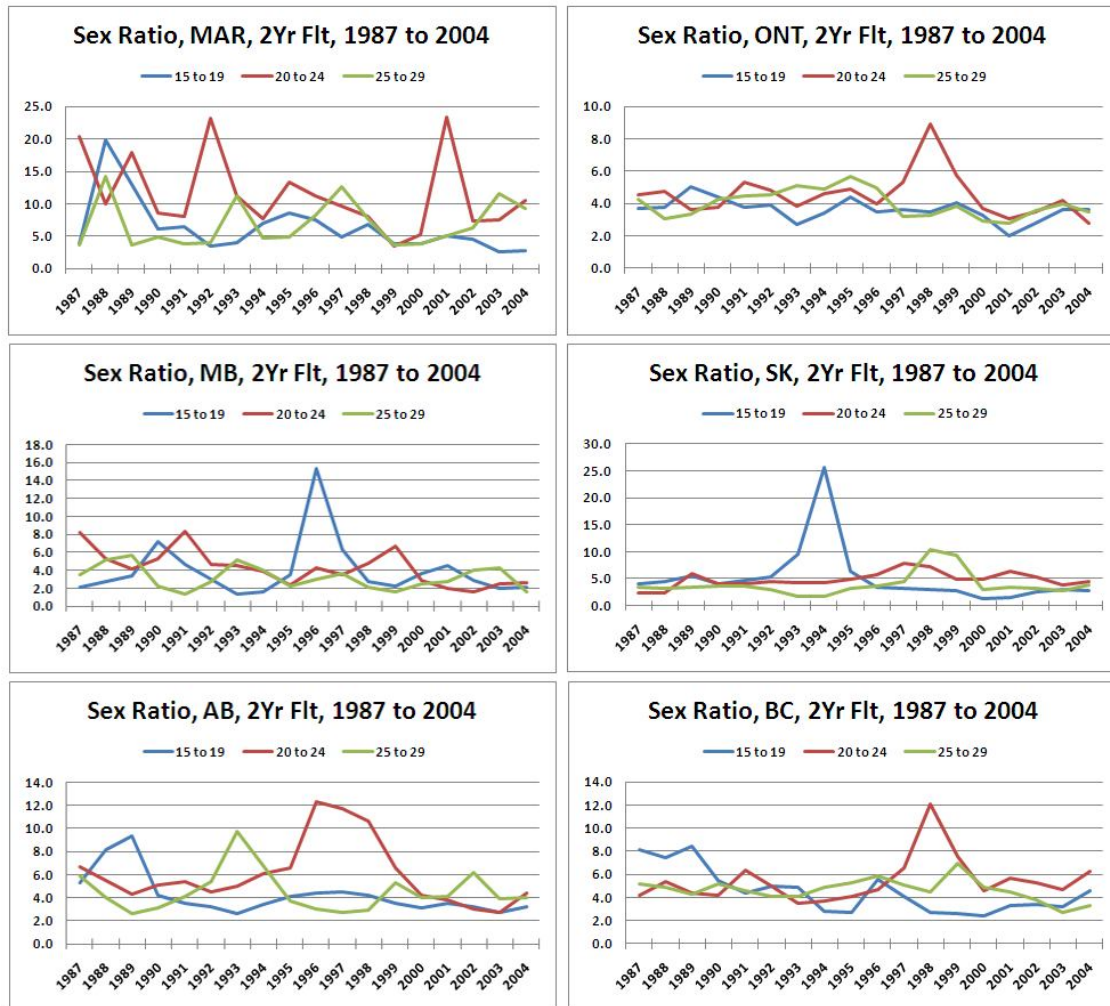 Sex Ratio, MAR, 2Yr Flt, 1987 to 2004
15 to 19 20 to 24 25 to 29
25.0
20.0
15.0
10.0
5.0
0.0
1987 1988 1989 1990 1991 1992 1993 1994 1995 1996 1997 1998 1999 2000 2001 2002 2003 2004
Sex Ratio, ONT, 2Yr Flt, 1987 to 2004
15 to 19 20 to 24 25 to 29
10.0
8.0
6.0
4.0
2.0
0.0
1987 1988 1989 1990 1991 1992 1993 1994 1995 1996 1997 1998 1999 2000 2001 2002 2003 2004
Sex Ratio, MB, 2Yr Flt, 1987 to 2004
15 to 19 20 to 24 25 to 29
18.0
16.0
14.0
12.0
10.0
8.0
6.0
4.0
2.0
0.0
1987 1988 1989 1990 1991 1992 1993 1994 1995 1996 1997 1998 1999 2000 2001 2002 2003 2004
Sex Ratio, SK, 2Yr Flt, 1987 to 2004
15 to 19 20 to 24 25 to 29
30.0
25.0
20.0
15.0
10.0
5.0
0.0
1987 1988 1989 1990 1991 1992 1993 1994 1995 1996 1997 1998 1999 2000 2001 2002 2003 2004
Sex Ratio, AB, 2Yr Flt, 1987 to 2004
15 to 19 20 to 24 25 to 29
14.0
12.0
10.0
8.0
6.0
4.0
2.0
0.0
1987 1988 1989 1990 1991 1992 1993 1994 1995 1996 1997 1998 1999 2000 2001 2002 2003 2004
Sex Ratio, BC, 2Yr Flt, 1987 to 2004
15 to 19 20 to 24 25 to 29
14.0
12.0
10.0
8.0
6.0
4.0
2.0
0.0
1987 1988 1989 1990 1991 1992 1993 1994 1995 1996 1997 1998 1999 2000 2001 2002 2003 2004